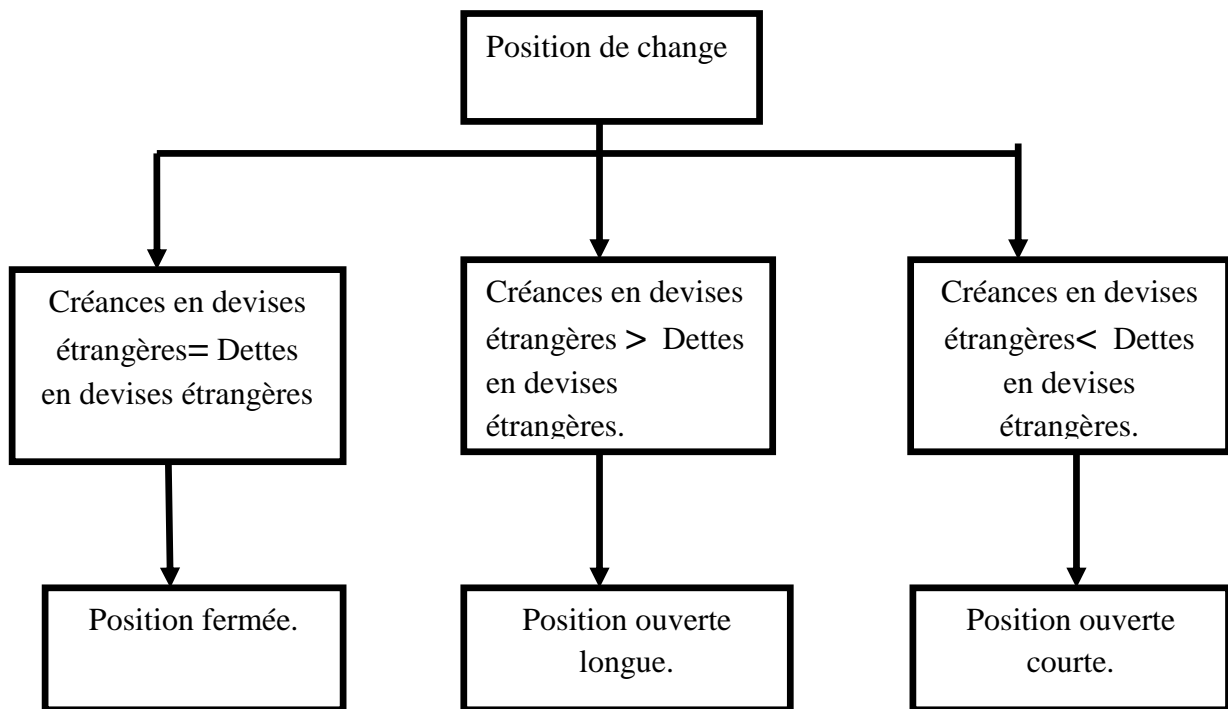 Position de change
Créances en devises
étrangères= Dettes
en devises étrangères
Créances en devises
étrangères > Dettes
en devises
étrangères.
Créances en devises
étrangères< Dettes
en devises
étrangères.
Position fermée.
Position ouverte
longue.
Position ouverte
courte.